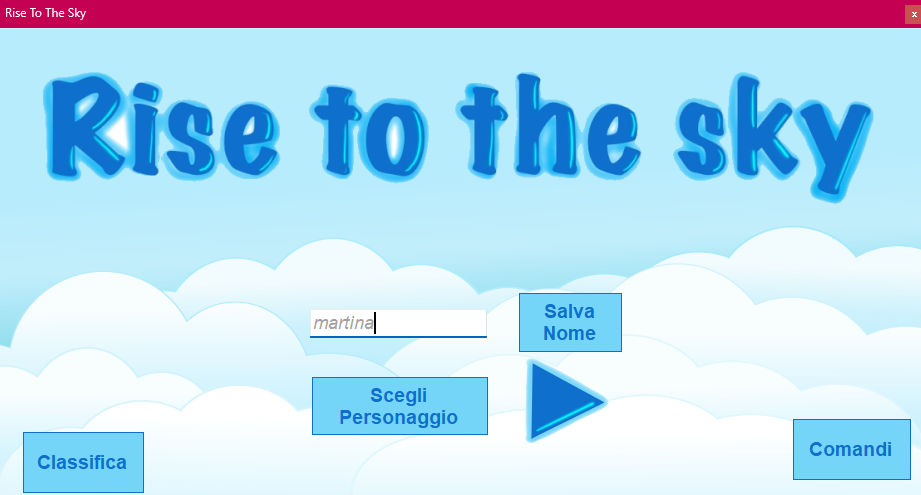 Rise To The Sky
x
Rise to the sky
martina
Salva
Nome
Scegli
Personaggio
Classifica
Comandi